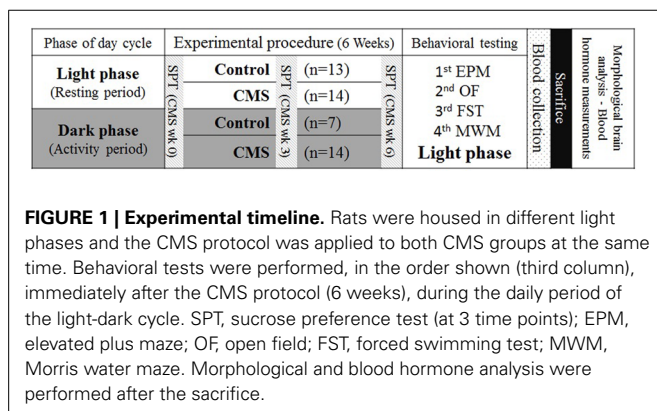 Phase of day cycle
Experimental procedure (6 Weeks)
Behavioral testing
Light phase
(Resting period)
Dark phase
(Activity period)
SPT (CMS wk 0)
Control (n=13)
CMS (n=14)
Control (n=7)
CMS (n=14)
SPT (CMS wk 3)
SPT (CMS wk 6)
1st EPM
2nd OF
3rd FST
4th MWM
Light phase
Blood collection
Sacrifice
Morphological brain
analysis - Blood
hormone measurements
FIGURE 1 | Experimental timeline. Rats were housed in different light
phases and the CMS protocol was applied to both CMS groups at the same
time. Behavioral tests were performed, in the order shown (third column),
immediately after the CMS protocol (6 weeks), during the daily period of
the light-dark cycle. SPT, sucrose preference test (at 3 time points); EPM,
elevated plus maze; OF, open field; FST, forced swimming test; MWM,
Morris water maze. Morphological and blood hormone analysis were
performed after the sacrifice.